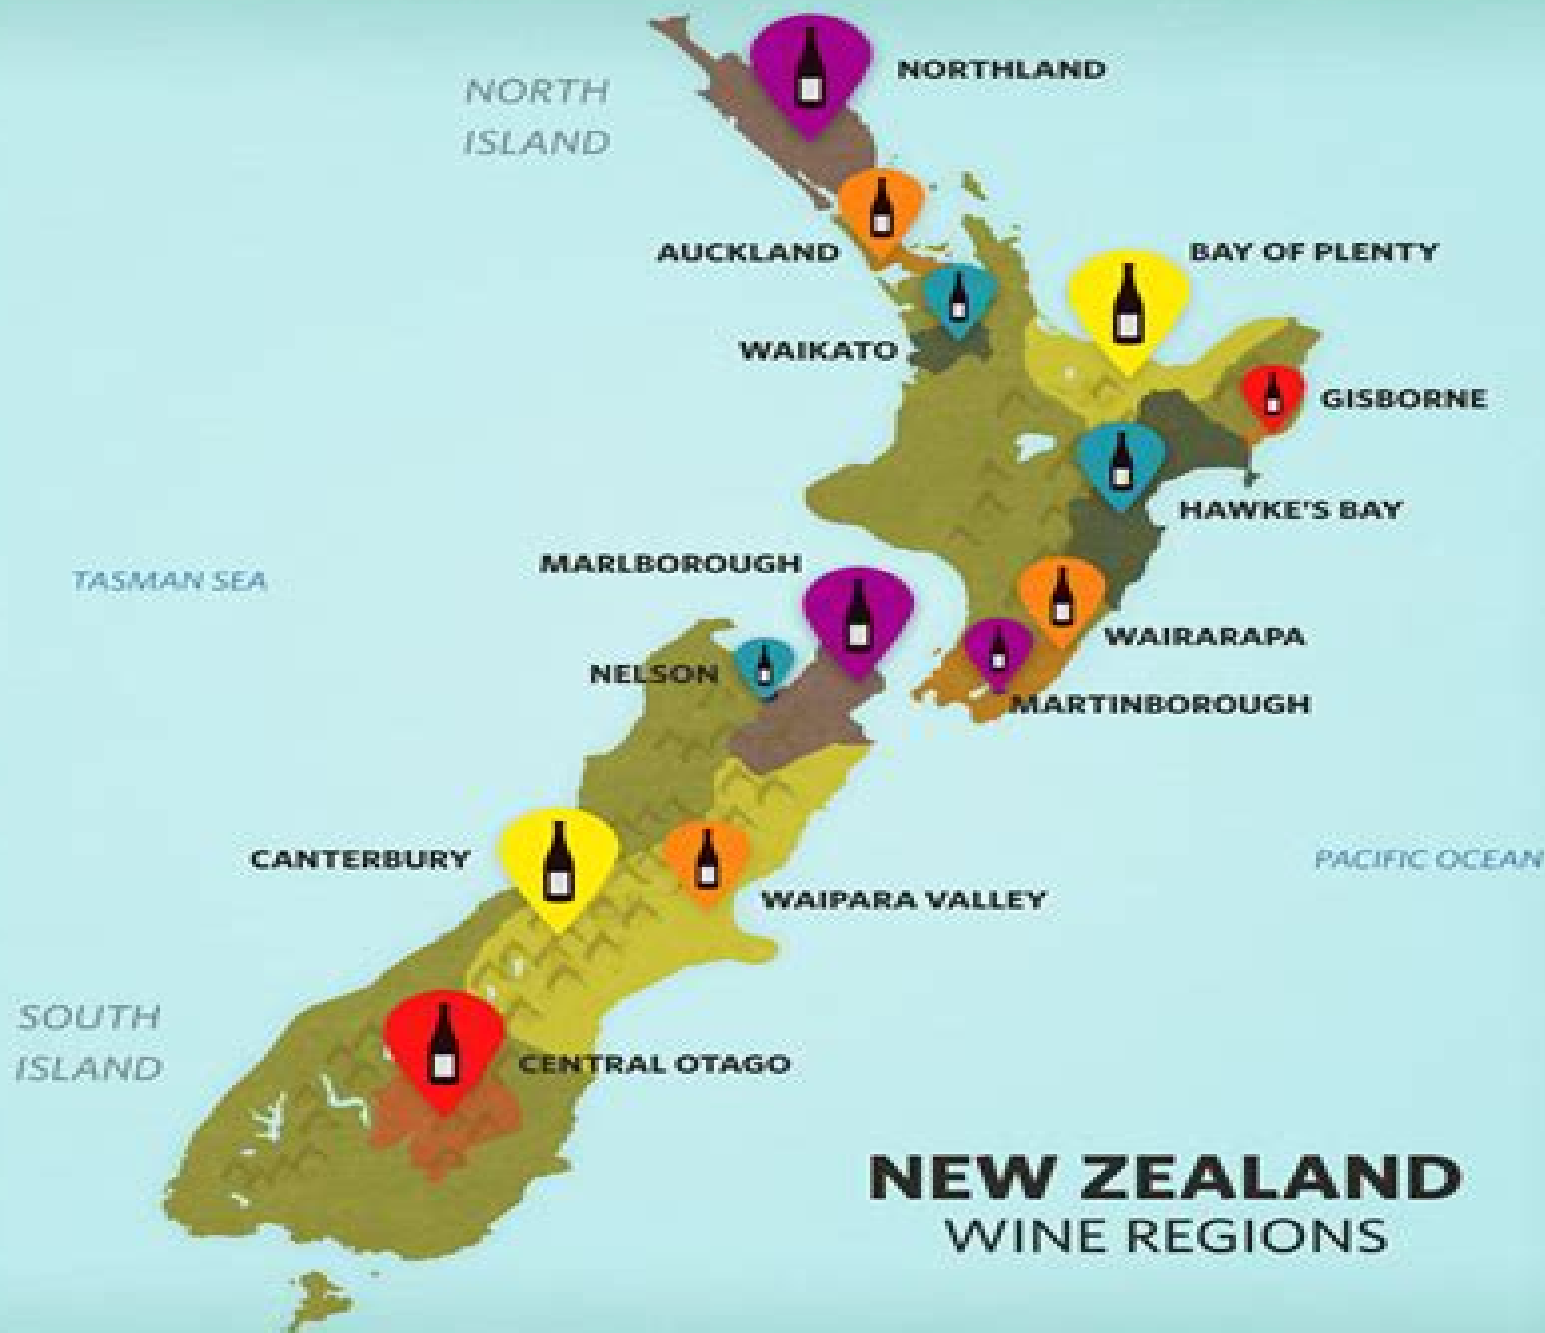 NORTHLAND
NORTH
ISLAND
AUCKLAND
BAY OF PLENTY
WAIKATO
GISBORNE
HAWKE'S BAY
MARLBOROUGH
TASMAN SEA
WAIRARAPA
NELSON
MARTINBOROUGH
CANTERBURY
PACIFIC OCEAN
WAIPARA VALLEY
SOUTH
ISLAND
CENTRAL OTAGO
NEW ZEALAND
WINE REGIONS